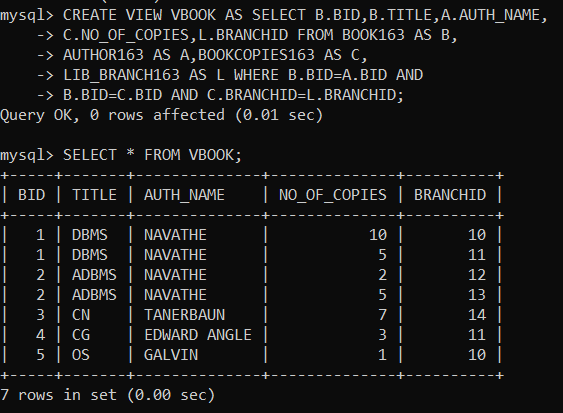 mysql> CREATE VIEW VBOOK AS SELECT B.BID,B.TITLE,A.AUTH_NAME,
    -> C.NO_OF_COPIES,L.BRANCHID FROM BOOK163 AS B,
    -> AUTHOR163 AS A,BOOKCOPIES163 AS C,
    -> LIB_BRANCH163 AS L WHERE B.BID=A.BID AND
    -> B.BID=C.BID AND C.BRANCHID=L.BRANCHID;
Query OK, 0 rows affected (0.01 sec)

mysql> SELECT * FROM VBOOK;
+-----+-------+--------------+--------------+----------+
| BID | TITLE | AUTH_NAME    | NO_OF_COPIES | BRANCHID |
+-----+-------+--------------+--------------+----------+
|   1 | DBMS  | NAVATHE      |           10 |       10 |
|   1 | DBMS  | NAVATHE      |            5 |       11 |
|   2 | ADBMS | NAVATHE      |            2 |       12 |
|   2 | ADBMS | NAVATHE      |            5 |       13 |
|   3 | CN    | TANERBAUN    |            7 |       14 |
|   4 | CG    | EDWARD ANGLE |            3 |       11 |
|   5 | OS    | GALVIN       |            1 |       10 |
+-----+-------+--------------+--------------+----------+
7 rows in set (0.00 sec)